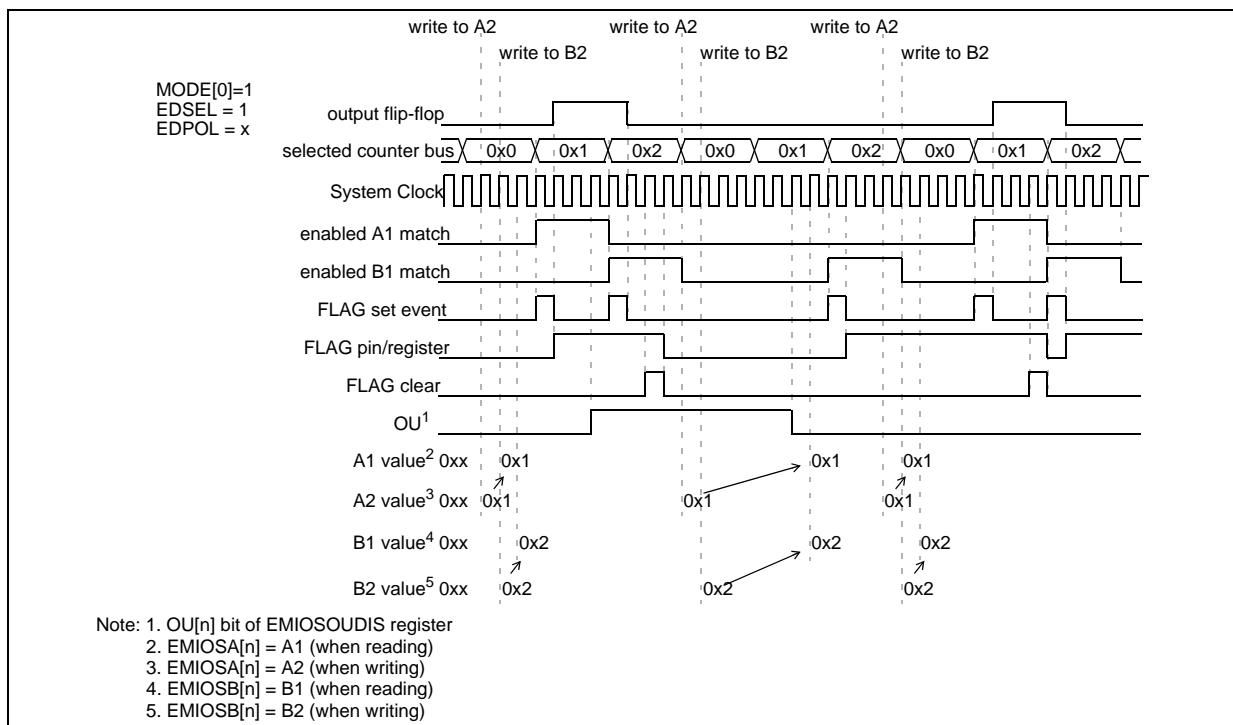 write to A2 write to A2 write to A2
write to B2 write to B2 write to B2
MODE[0]=1
EDSEL = 1
EDPOL = x
output flip-flop
selected counter bus 0x0 0x1 0x2 0x0 0x1 0x2 0x0 0x1 0x2
System Clock
enabled A1 match
enabled B1 match
FLAG set event
FLAG pin/register
FLAG clear
OU1
A1 value2 0xx 0x1 0x1 0x1
A2 value3 0xx 0x1 0x1 0x1
B1 value4 0xx 0x2 0x2 0x2
B2 value5 0xx 0x2 0x2 0x2
Note: 1. OU[n] bit of EMIOSOUDIS register
2. EMIOSA[n] = A1 (when reading)
3. EMIOSA[n] = A2 (when writing)
4. EMIOSB[n] = B1 (when reading)
5. EMIOSB[n] = B2 (when writing)